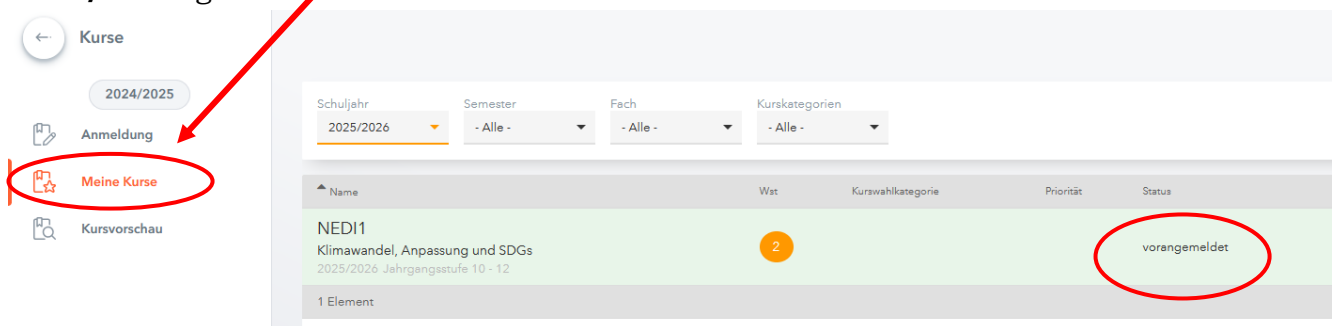 Kurse
2024/2025
Anmeldung
Meine Kurse
Kursvorschau
Schuljahr Semester Fach Kurskategorien
2025/2026 - Alle - - Alle - - Alle -
Name Wst Kurswahlkategorie Priorität Status
NEDI1
Klimawandel, Anpassung und SDGs 2 vorangemeldet
2025/2026 Jahrgangsstufe 10 - 12
1 Element